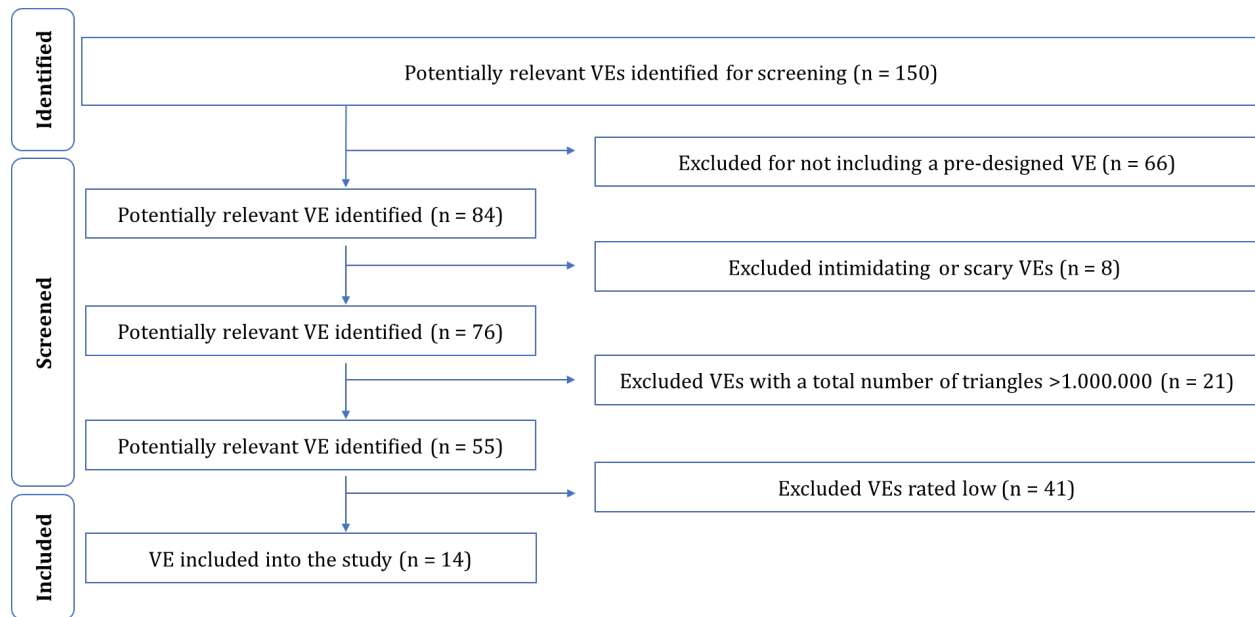 Identified
Potentially relevant VEs identified for screening (n = 150)
Excluded for not including a pre-designed VE (n = 66)
Screened
Potentially relevant VE identified (n = 84)
Excluded intimidating or scary VEs (n = 8)
Potentially relevant VE identified (n = 76)
Excluded VEs with a total number of triangles >1.000.000 (n = 21)
Potentially relevant VE identified (n = 55)
Excluded VEs rated low (n = 41)
Included
VE included into the study (n = 14)